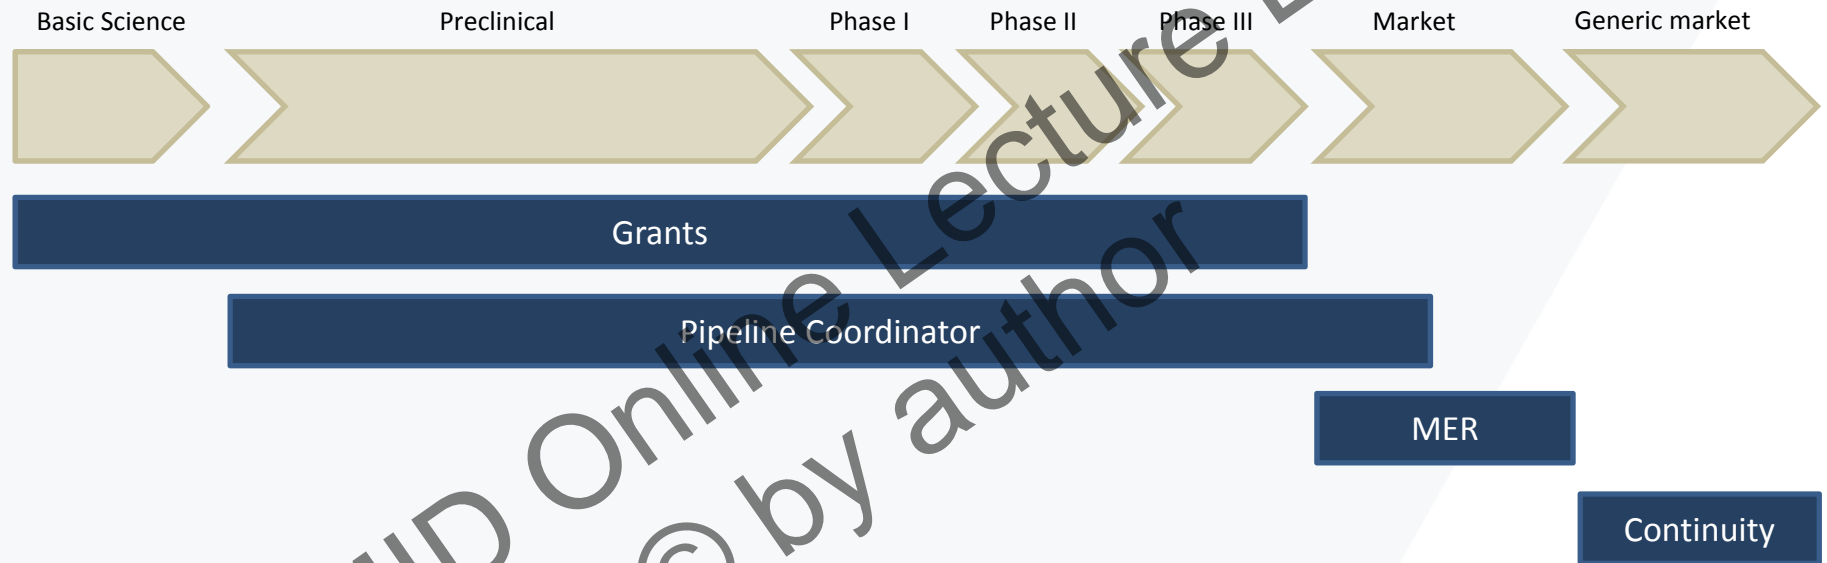 Basic Science Preclinical Phase I Phase II Phase III Market Generic market
Grants
Pipeline Coordinator
MER
Continuity
Online Lecture
© by author